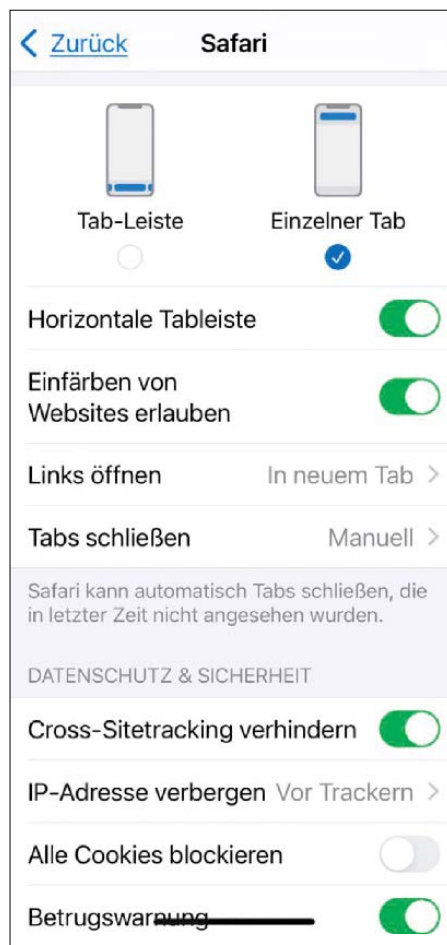 Zurück Safari
Tab-Leiste Einzelner Tab
Horizontale Tableiste
Einfärben von
Websites erlauben
Links öffnen In neuem Tab
Tabs schließen Manuell
Safari kann automatisch Tabs schließen, die
in letzter Zeit nicht angesehen wurden.
DATENSCHUTZ & SICHERHEIT
Cross-Sitetracking verhindern
IP-Adresse verbergen Vor Trackern
Alle Cookies blockieren
Betrugswarnung